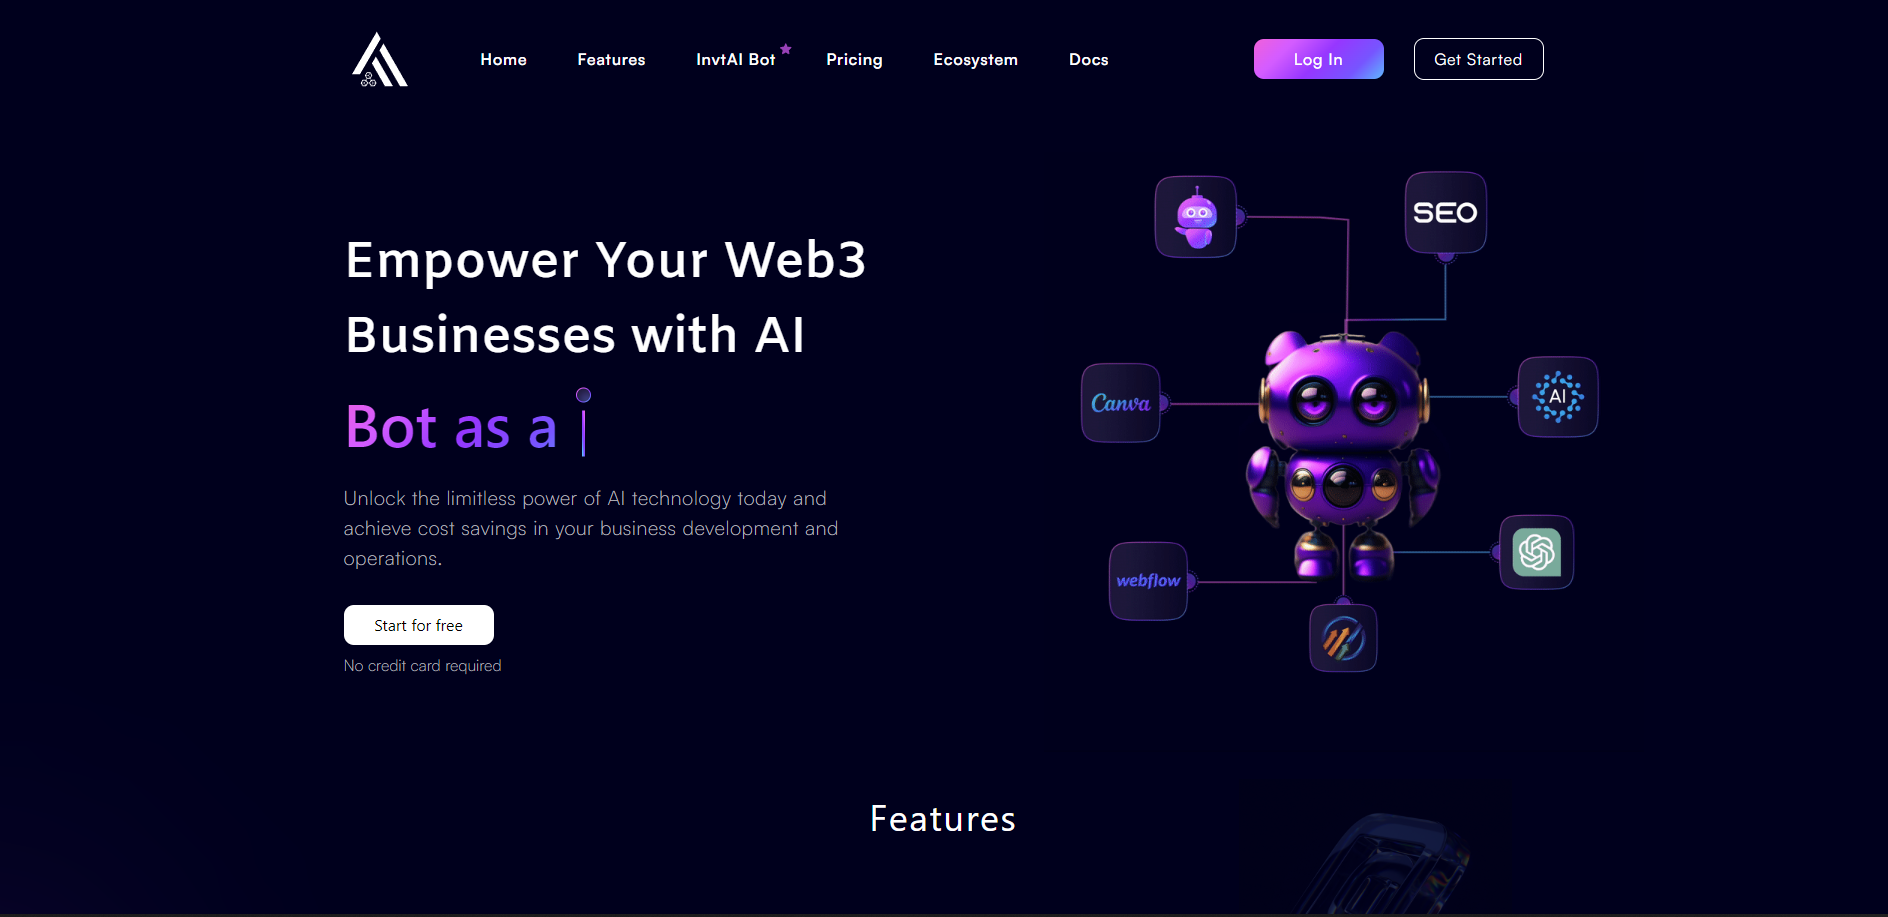 Home
Features
InvtAI Bot
Pricing
Ecosystem
Docs
Log In
Get Started
SEO
Empower Your Web3
Businesses with AI
Bot as a
Canva
AI
Unlock the limitless power of AI technology today and
achieve cost savings in your business development and
operations.
webflow
Start for free
No credit card required
Features